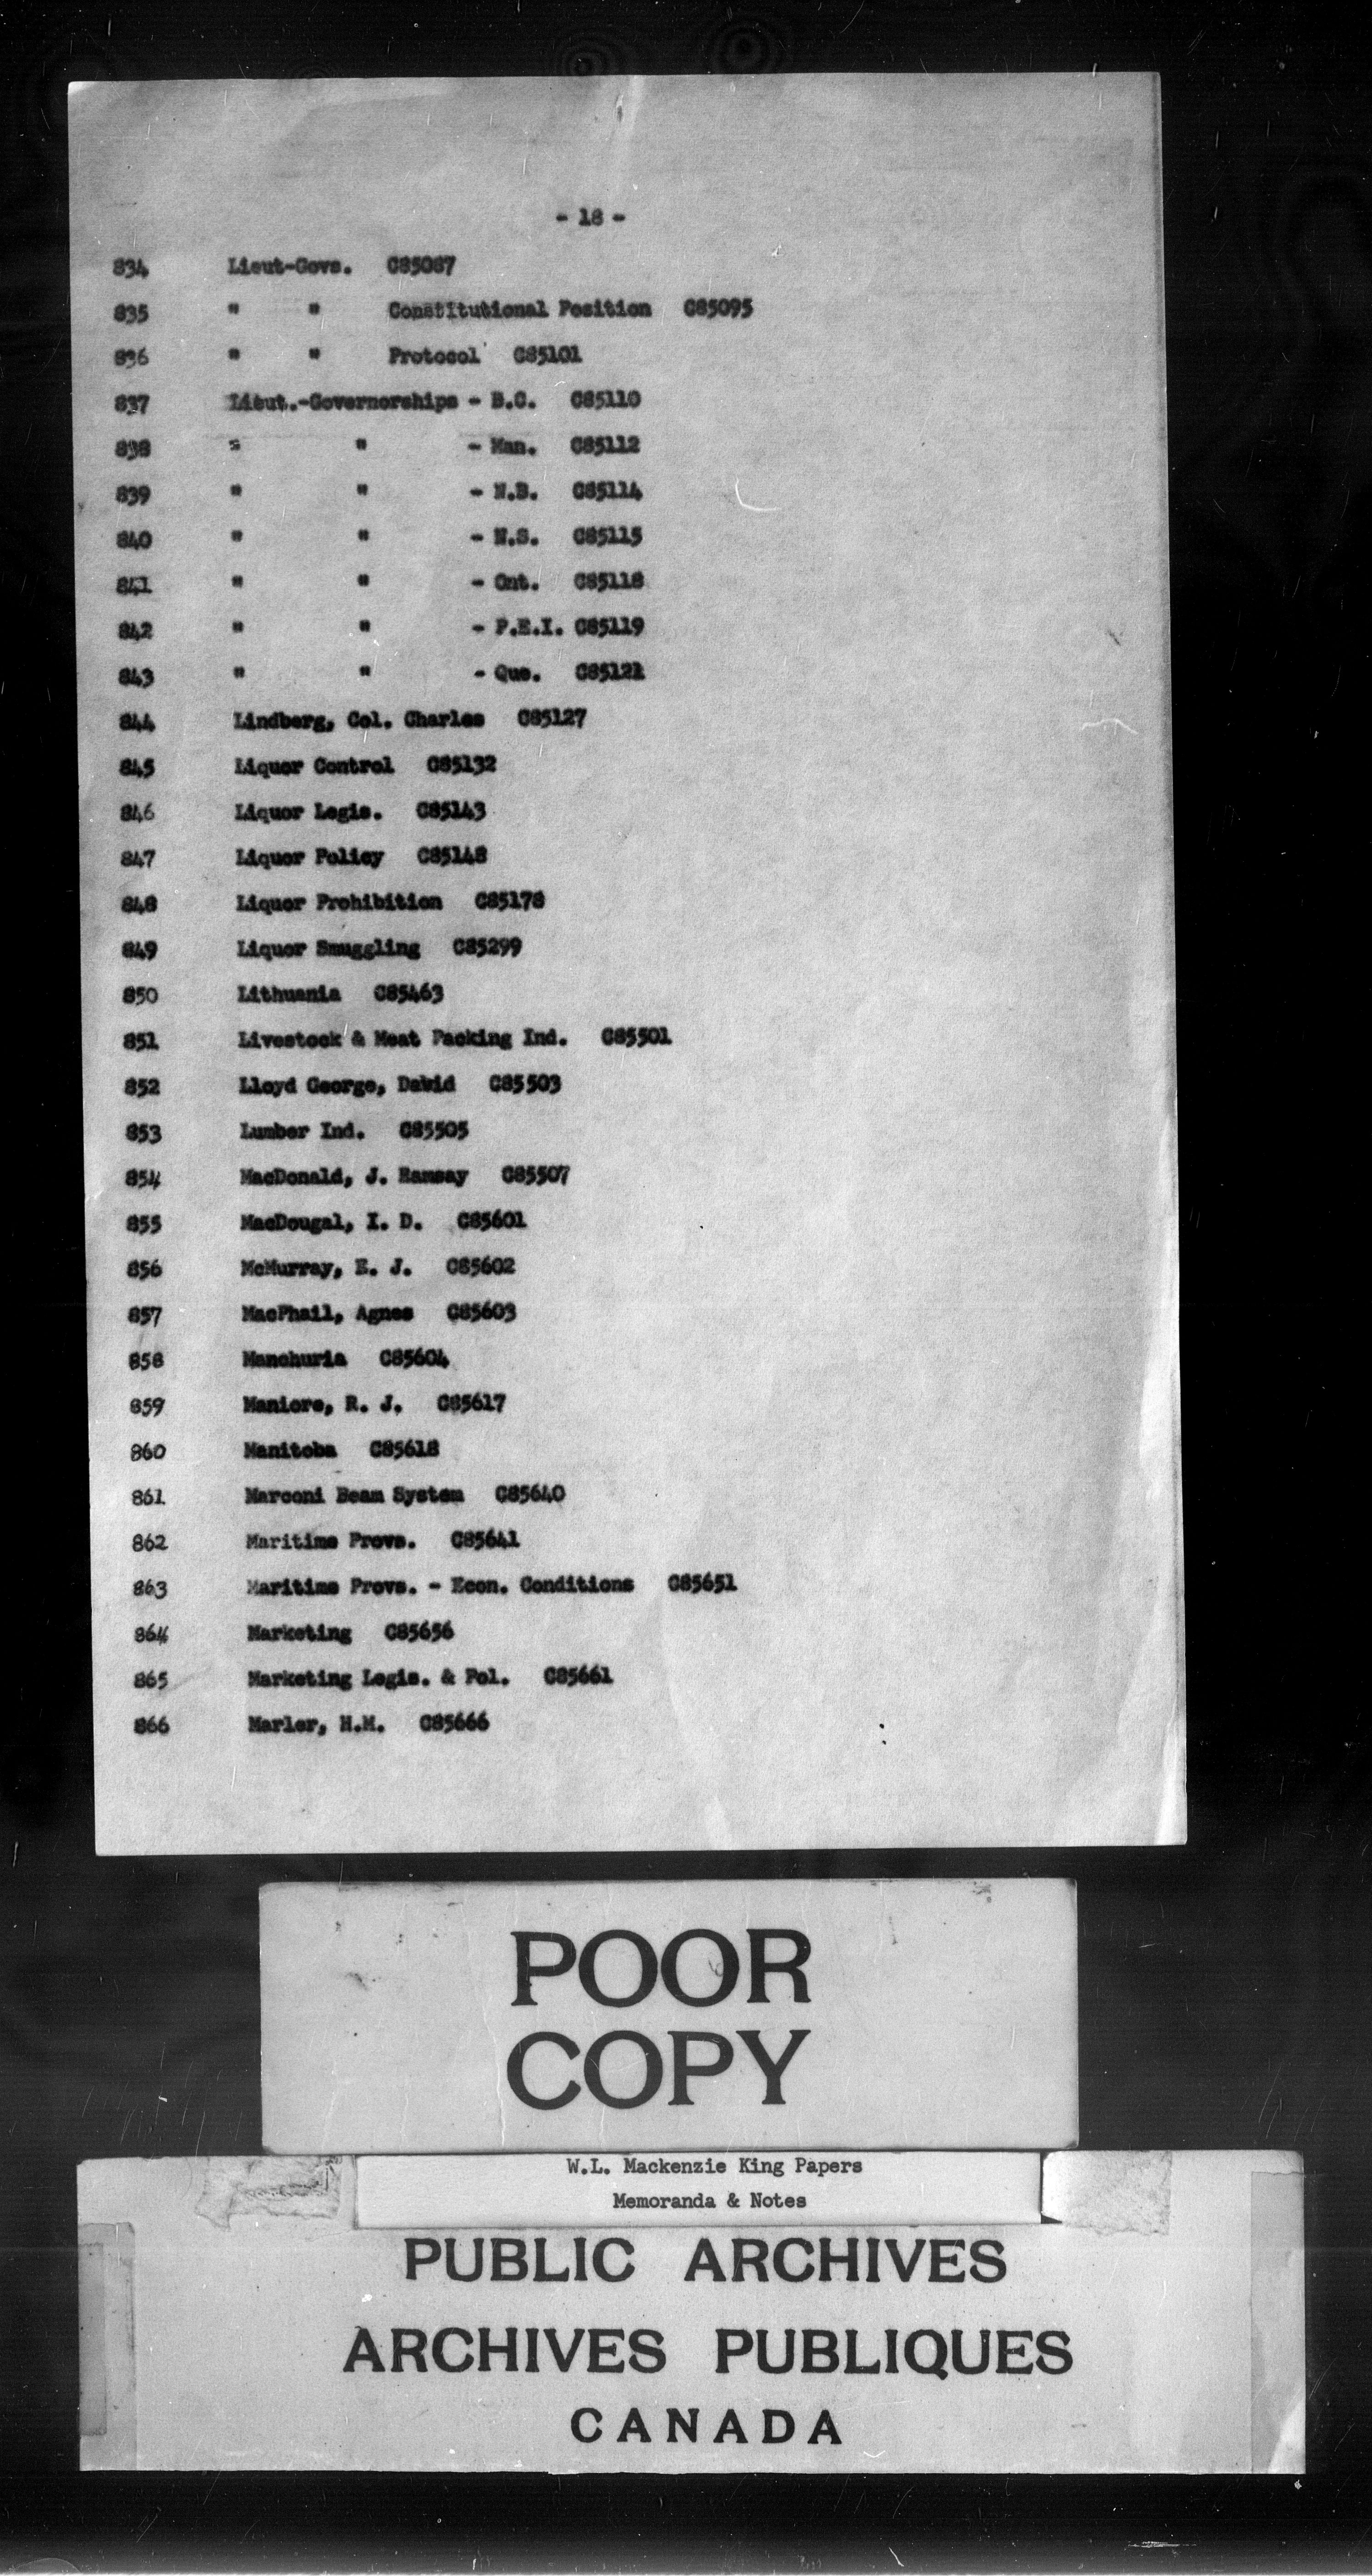 - 18 -
834 Lieut-Govs. C85087
835 " " Constitutional Position C85095
836 " " Protocol C85101
837 Lieut.-Governorships - B.C. C85110
838 " " - Man. C85112
839 " " - N.B. C85114
840 " " - N.S. C85115
841 " " - Ont. C85118
842 " " - P.E.I. C85119
843 " " - Que. C85121
844 Lindberg, Col. Charles C85127
845 Liquor Control C85132
846 Liquor Legis. C85143
847 Liquor Policy C85148
848 Liquor Prohibition C85178
849 Liquor Smuggling C85299
850 Lithuania C85463
851 Livestock & Meat Packing Ind. C85501
852 Lloyd George, David C85503
853 Lumber Ind. C85505
854 MacDonald, J. Ramsay C85507
855 MacDougal, I. D. C85601
856 McMurray, E. J. C85602
857 MacPhail, Agnes C85603
858 Manchuria C85604
859 Maniore, R. J. C85617
860 Manitoba C85618
861 Marconi Beam System C85640
862 Maritime Provs. C85641
863 Maritime Provs. - Econ. Conditions C85651
864 Marketing C85656
865 Marketing Legis. & Pol. C85661
866 Marler, H.M. C85666
POOR
COPY
W.L. Mackenzie King Papers
Memoranda & Notes
PUBLIC ARCHIVES
ARCHIVES PUBLIQUES
CANADA